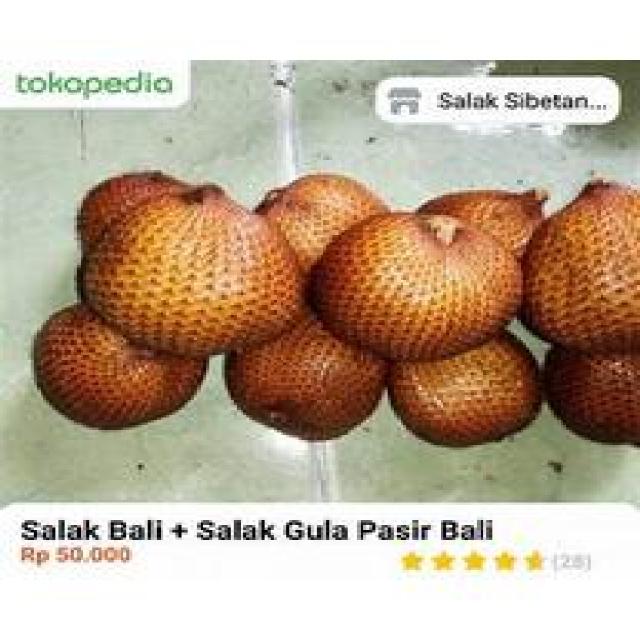 tokopedia
Salak Sibetan...
Salak Bali + Salak Gula Pasir Bali
Rp 50.000
(28)